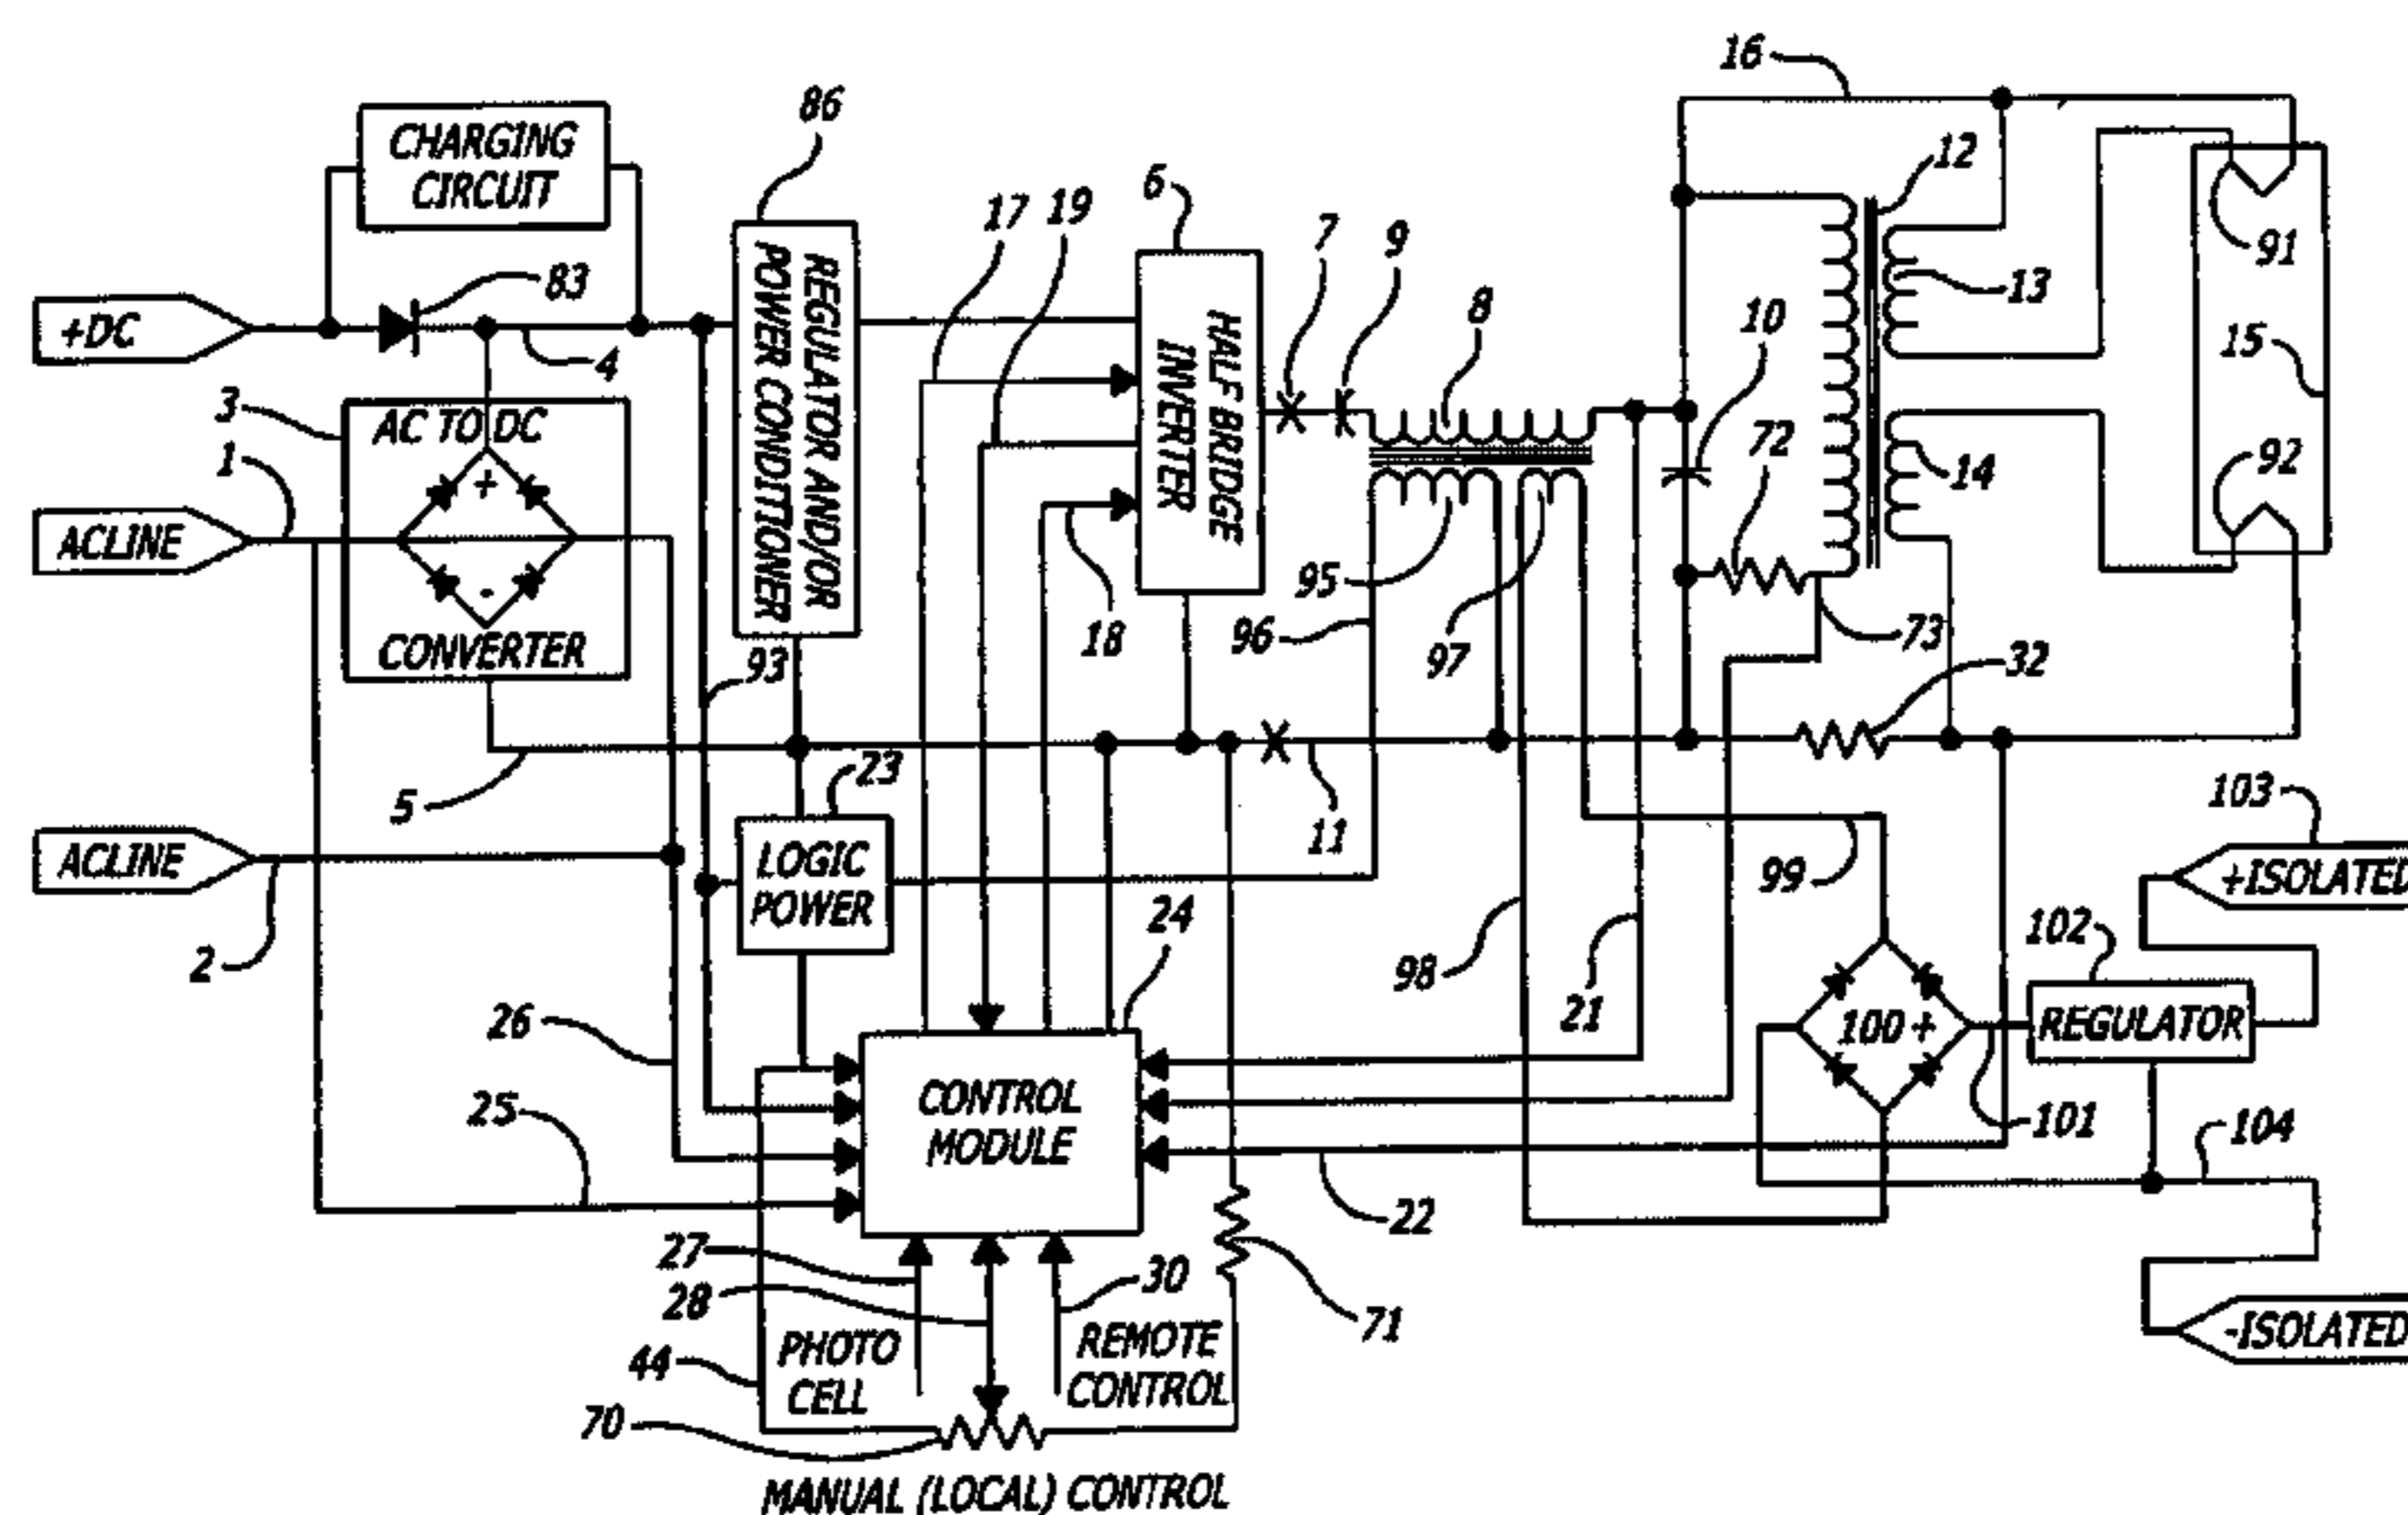 16
86
CHARGING
CIRCUIT
12
6
17 19
7
9
91
83
13
8
10
+DC
REGULATOR AND/OR
POWER CONDITIONER
HALF BRIDGE
INVERTER
15
4
3
AC TO DC
72
1
92
+
14
ACLINE
95
-
18
73
96
97
CONVERTER
93
32
23
103
5
11
ACLINE
LOGIC
POWER
99
+ISOLATED
24
102
2
98
26
21
100 +
REGULATOR
CONTROL
MODULE
25
101
104
22
27
30
28
71
PHOTO
CELL
REMOTE
CONTROL
-ISOLATED
44
70
MANUAL (LOCAL) CONTROL